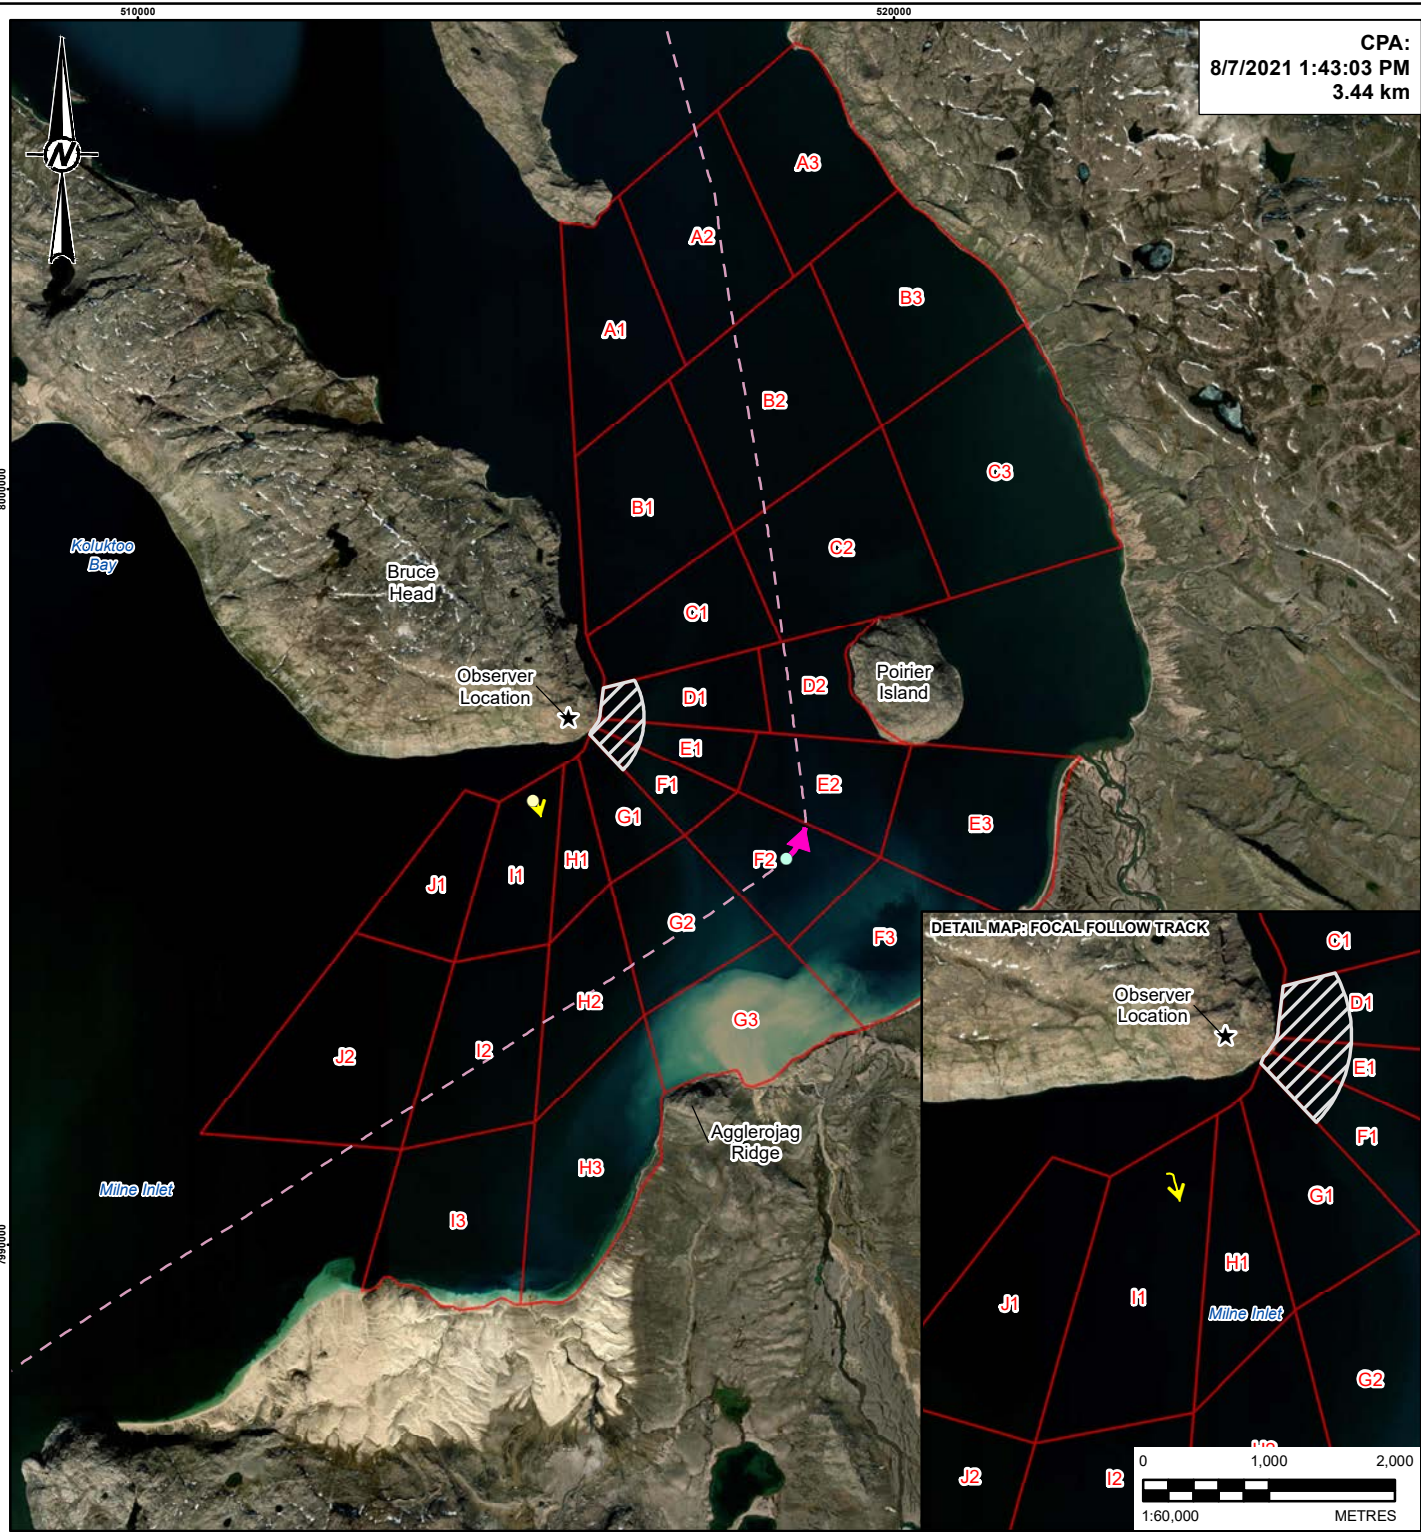 510000
520000
CPA:
8/7/2021 1:43:03 PM
3.44 km
N
A3
A2
B3
A1
B2
C3
8000000
B1
Koluktoo
Bay
C2
Bruce
Head
C1
Observer
Location
Poirier
Island
D1
D2
E1
F1
E2
G1
E3
F2
H1
I1
J1
G2
F3
DETAIL MAP: FOCAL FOLLOW TRACK
C1
Observer
Location
D1
H2
G3
I2
J2
E1
Agglerojag
Ridge
F1
H3
Milne Inlet
G1
I3
7990000
H1
I1
J1
Milne Inlet
G2
H2
J2
I2
0 1,000 2,000
1:60,000 METRES